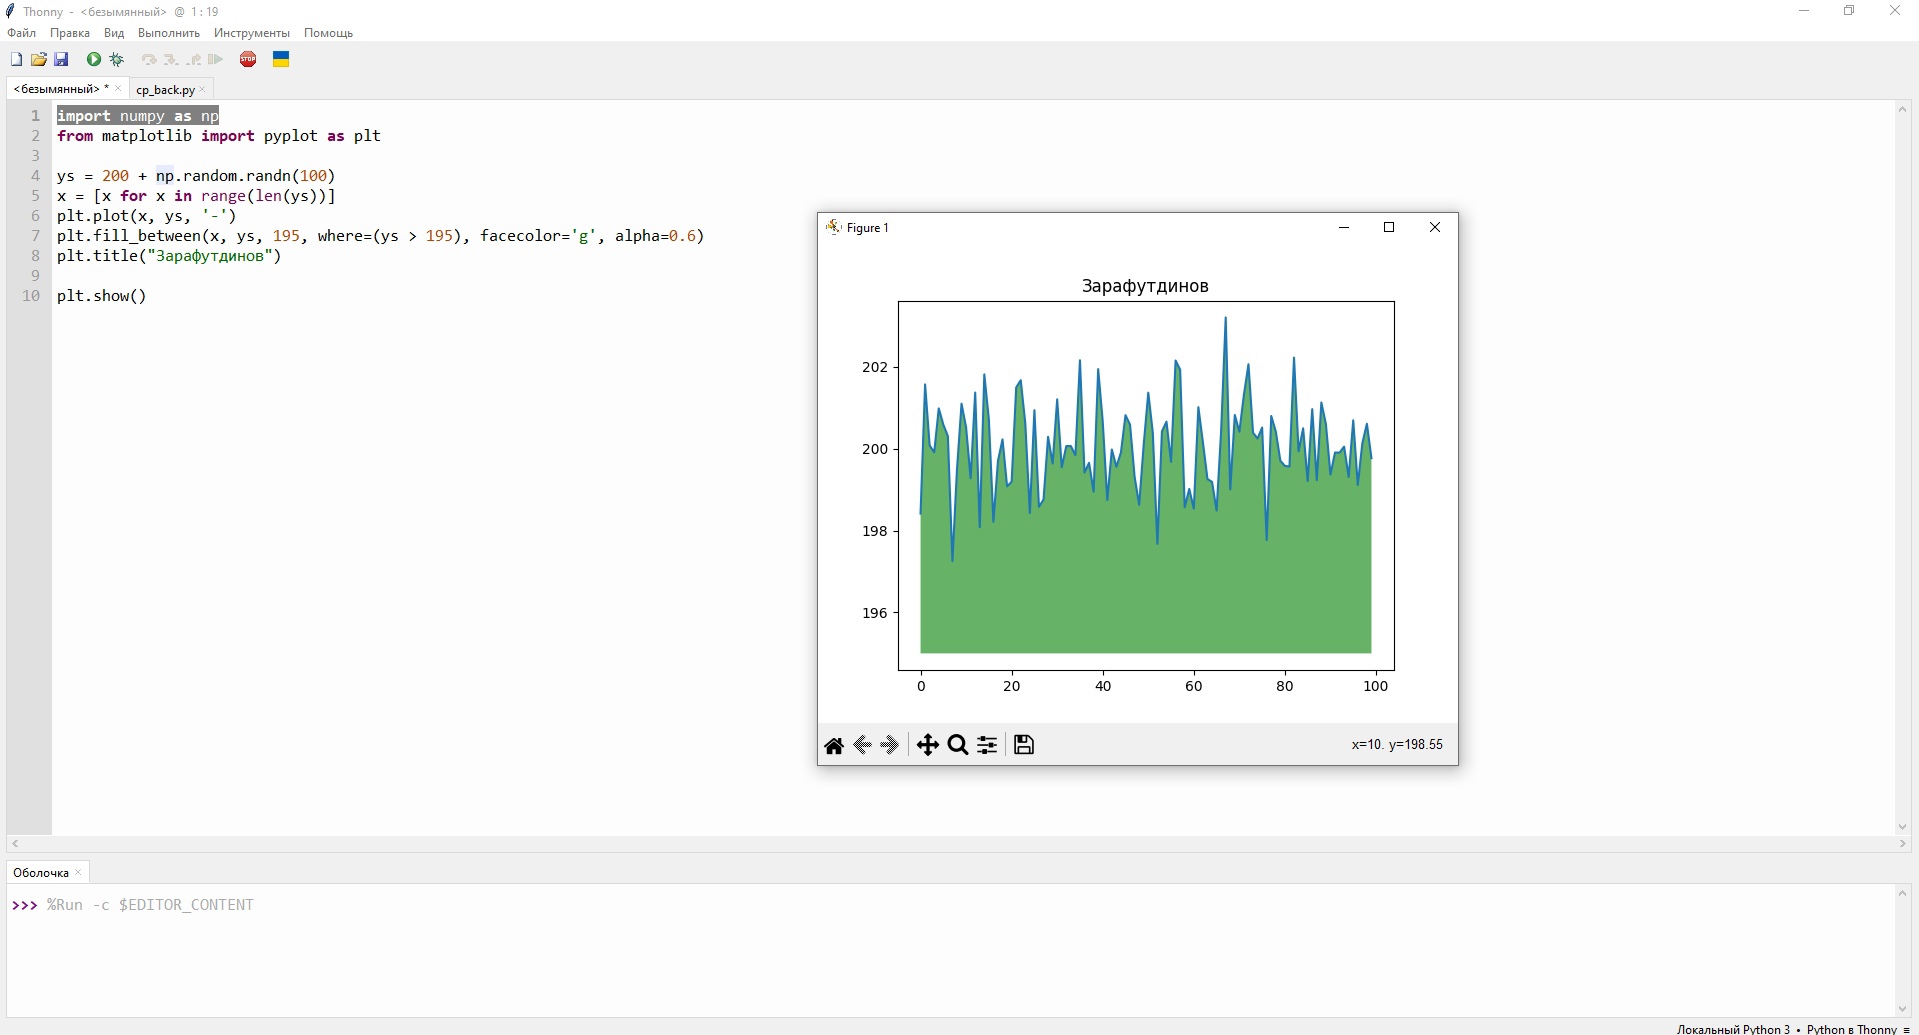 Thonny - <безымянный> @ 1:19
Файл Правка Вид Выполнить Инструменты Помощь
STOP
<безымянный> * × cp_back.py ×
1 import numpy as np
2 from matplotlib import pyplot as plt
3
4 ys = 200 + np.random.randn(100)
5 x = [x for x in range(len(ys))]
6 plt.plot(x, ys, '-')
7 plt.fill_between(x, ys, 195, where=(ys > 195), facecolor='g', alpha=0.6)
8 plt.title("Зарафутдинов")
9
10 plt.show()
Figure 1
Зарафутдинов
202
200
198
196
0 20 40 60 80 100
x=10. y=198.55
Оболочка ×
>>> %Run -c $EDITOR_CONTENT
Локальный Python 3 • Python в Thonny ≡